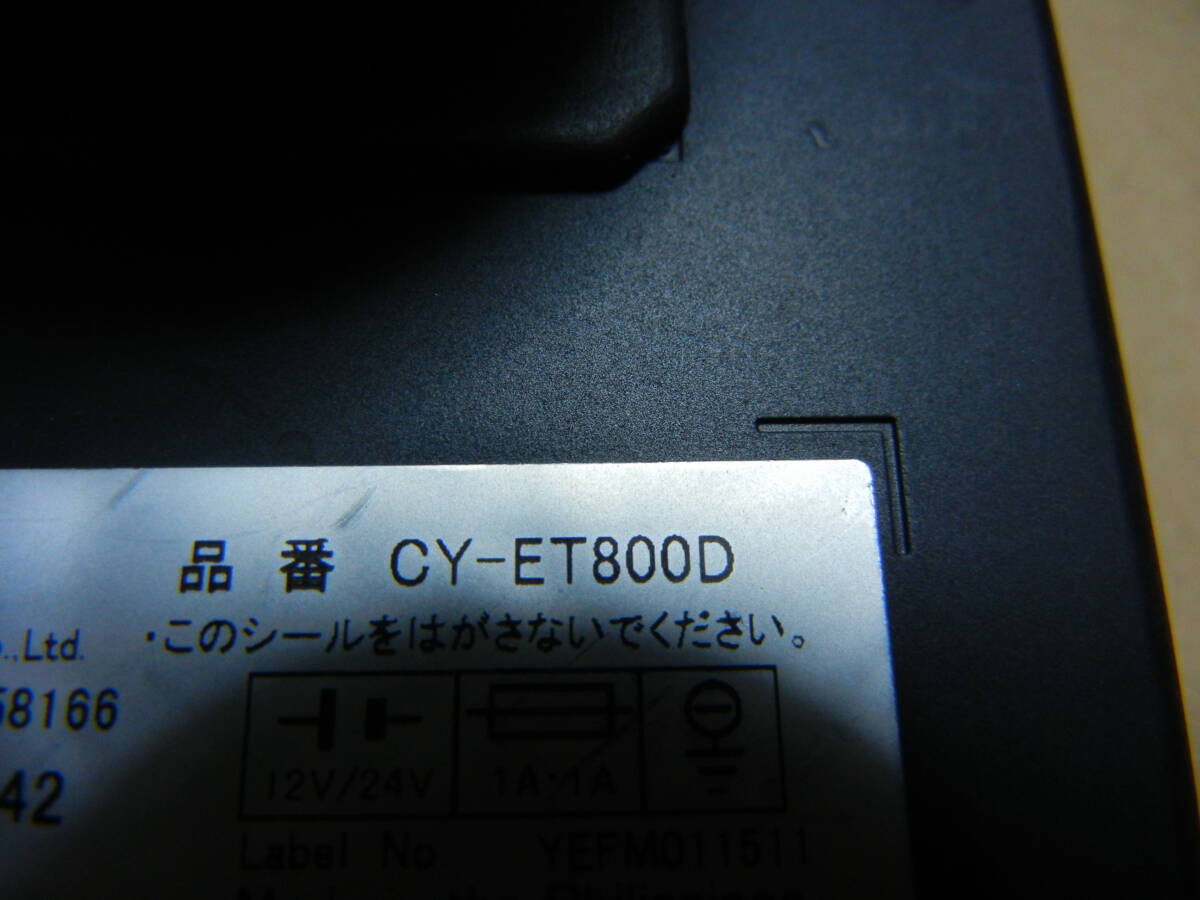 品 番 CY-ET800D
・このシールをはがさないでください。
.,Ltd.
58166
42
12V/24V 1A・1A
Label No. YEFM011511